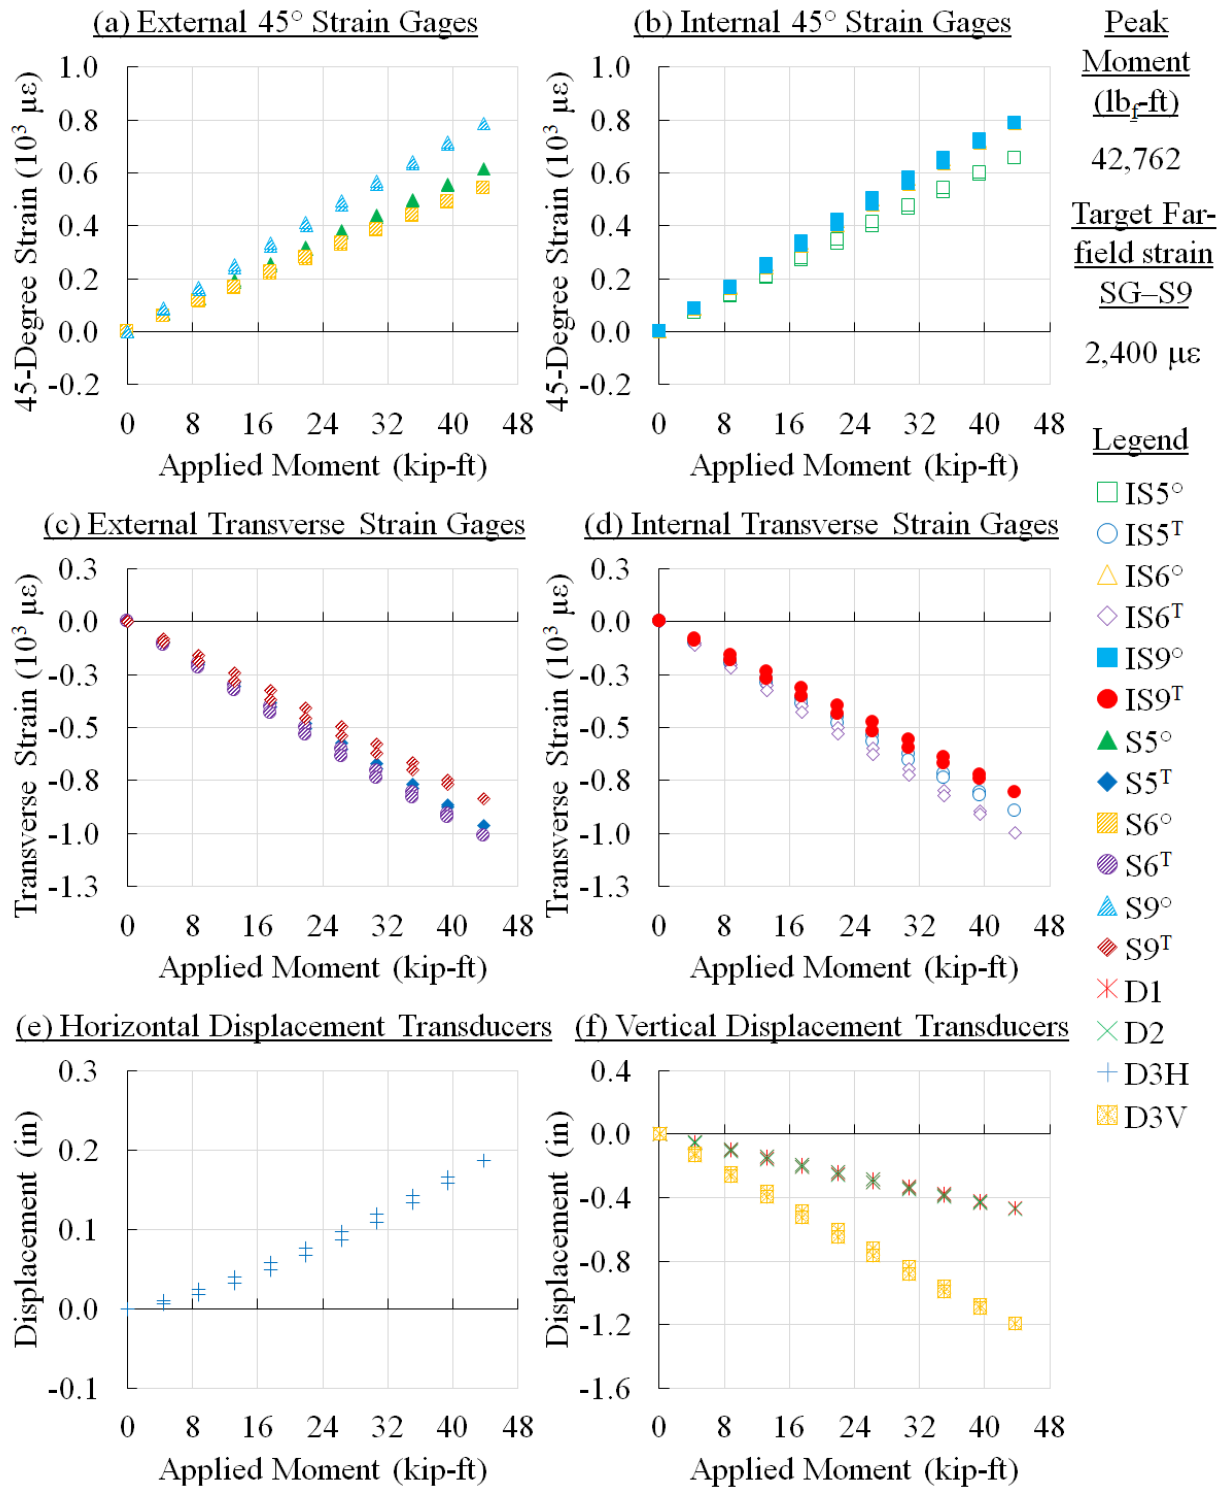 (a) External 45° Strain Gages
1.0
0.8
0.6
0.4
0.2
0.0
-0.2
45-Degree Strain (10³ με)
0 8 16 24 32 40 48
Applied Moment (kip-ft)
(b) Internal 45° Strain Gages
1.0
0.8
0.6
0.4
0.2
0.0
-0.2
45-Degree Strain (10³ με)
0 8 16 24 32 40 48
Applied Moment (kip-ft)
Peak
Moment
(lb_f-ft)
42,762
Target Far-
field strain
SG–S9
2,400 με
(c) External Transverse Strain Gages
0.3
0.0
-0.3
-0.5
-0.8
-1.0
-1.3
Transverse Strain (10³ με)
0 8 16 24 32 40 48
Applied Moment (kip-ft)
(d) Internal Transverse Strain Gages
0.3
0.0
-0.3
-0.5
-0.8
-1.0
-1.3
Transverse Strain (10³ με)
0 8 16 24 32 40 48
Applied Moment (kip-ft)
(e) Horizontal Displacement Transducers
0.3
0.2
0.1
0.0
-0.1
Displacement (in)
0 8 16 24 32 40 48
Applied Moment (kip-ft)
(f) Vertical Displacement Transducers
0.4
0.0
-0.4
-0.8
-1.2
-1.6
Displacement (in)
0 8 16 24 32 40 48
Applied Moment (kip-ft)
Legend
IS5°
IS5ᵀ
IS6°
IS6ᵀ
IS9°
IS9ᵀ
S5°
S5ᵀ
S6°
S6ᵀ
S9°
S9ᵀ
D1
D2
D3H
D3V